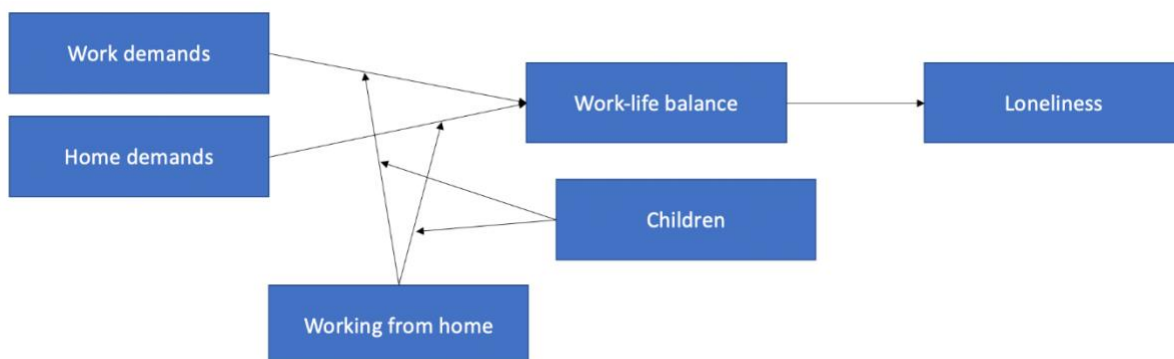 Work demands
Home demands
Work-life balance
Loneliness
Children
Working from home